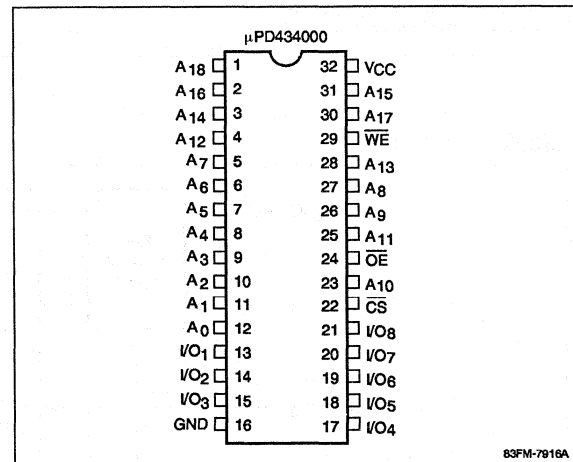 μPD434000
A18 1 32 VCC
A16 2 31 A15
A14 3 30 A17
A12 4 29 WE
A7 5 28 A13
A6 6 27 A8
A5 7 26 A9
A4 8 25 A11
A3 9 24 OE
A2 10 23 A10
A1 11 22 CS
A0 12 21 I/O8
I/O1 13 20 I/O7
I/O2 14 19 I/O6
I/O3 15 18 I/O5
GND 16 17 I/O4
83FM-7916A